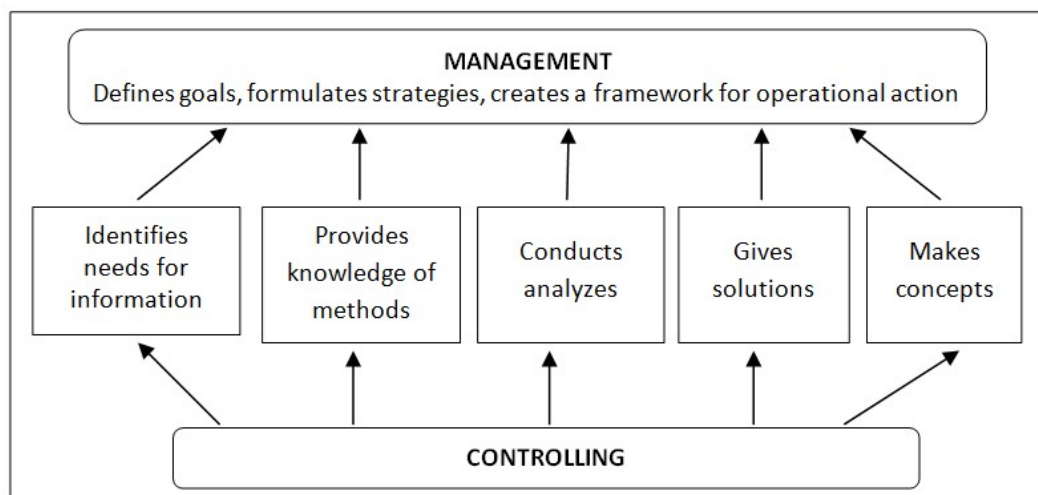 MANAGEMENT
Defines goals, formulates strategies, creates a framework for operational action
Identifies
needs for
information
Provides
knowledge of
methods
Conducts
analyzes
Gives
solutions
Makes
concepts
CONTROLLING